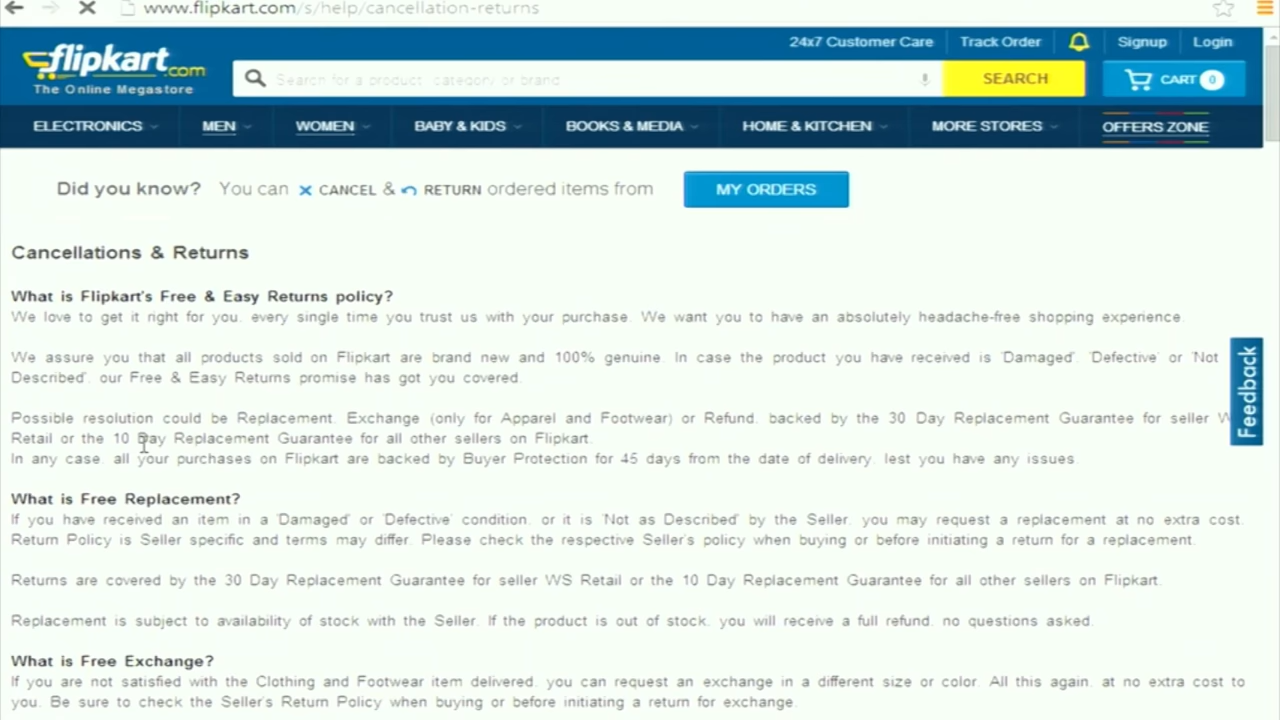 www.flipkart.com/s/help/cancellation-returns
24x7 Customer Care Track Order Signup Login
flipkart.com
The Online Megastore
Search for a product, category or brand
SEARCH
CART 0
ELECTRONICS MEN WOMEN BABY & KIDS BOOKS & MEDIA HOME & KITCHEN MORE STORES OFFERS ZONE
Did you know? You can CANCEL & RETURN ordered items from MY ORDERS
Cancellations & Returns
What is Flipkart's Free & Easy Returns policy?
We love to get it right for you, every single time you trust us with your purchase. We want you to have an absolutely headache-free shopping experience.
We assure you that all products sold on Flipkart are brand new and 100% genuine. In case the product you have received is 'Damaged', 'Defective' or 'Not
Described', our Free & Easy Returns promise has got you covered.
Possible resolution could be Replacement, Exchange (only for Apparel and Footwear) or Refund, backed by the 30 Day Replacement Guarantee for seller
Retail or the 10 Day Replacement Guarantee for all other sellers on Flipkart.
In any case, all your purchases on Flipkart are backed by Buyer Protection for 45 days from the date of delivery, lest you have any issues.
What is Free Replacement?
If you have received an item in a 'Damaged' or 'Defective' condition, or it is 'Not as Described' by the Seller, you may request a replacement at no extra cost.
Return Policy is Seller specific and terms may differ. Please check the respective Seller's policy when buying or before initiating a return for a replacement.
Returns are covered by the 30 Day Replacement Guarantee for seller WS Retail or the 10 Day Replacement Guarantee for all other sellers on Flipkart.
Replacement is subject to availability of stock with the Seller. If the product is out of stock, you will receive a full refund, no questions asked.
What is Free Exchange?
If you are not satisfied with the Clothing and Footwear item delivered, you can request an exchange in a different size or color. All this again, at no extra cost to
you. Be sure to check the Seller's Return Policy when buying or before initiating a return for exchange.
Feedback